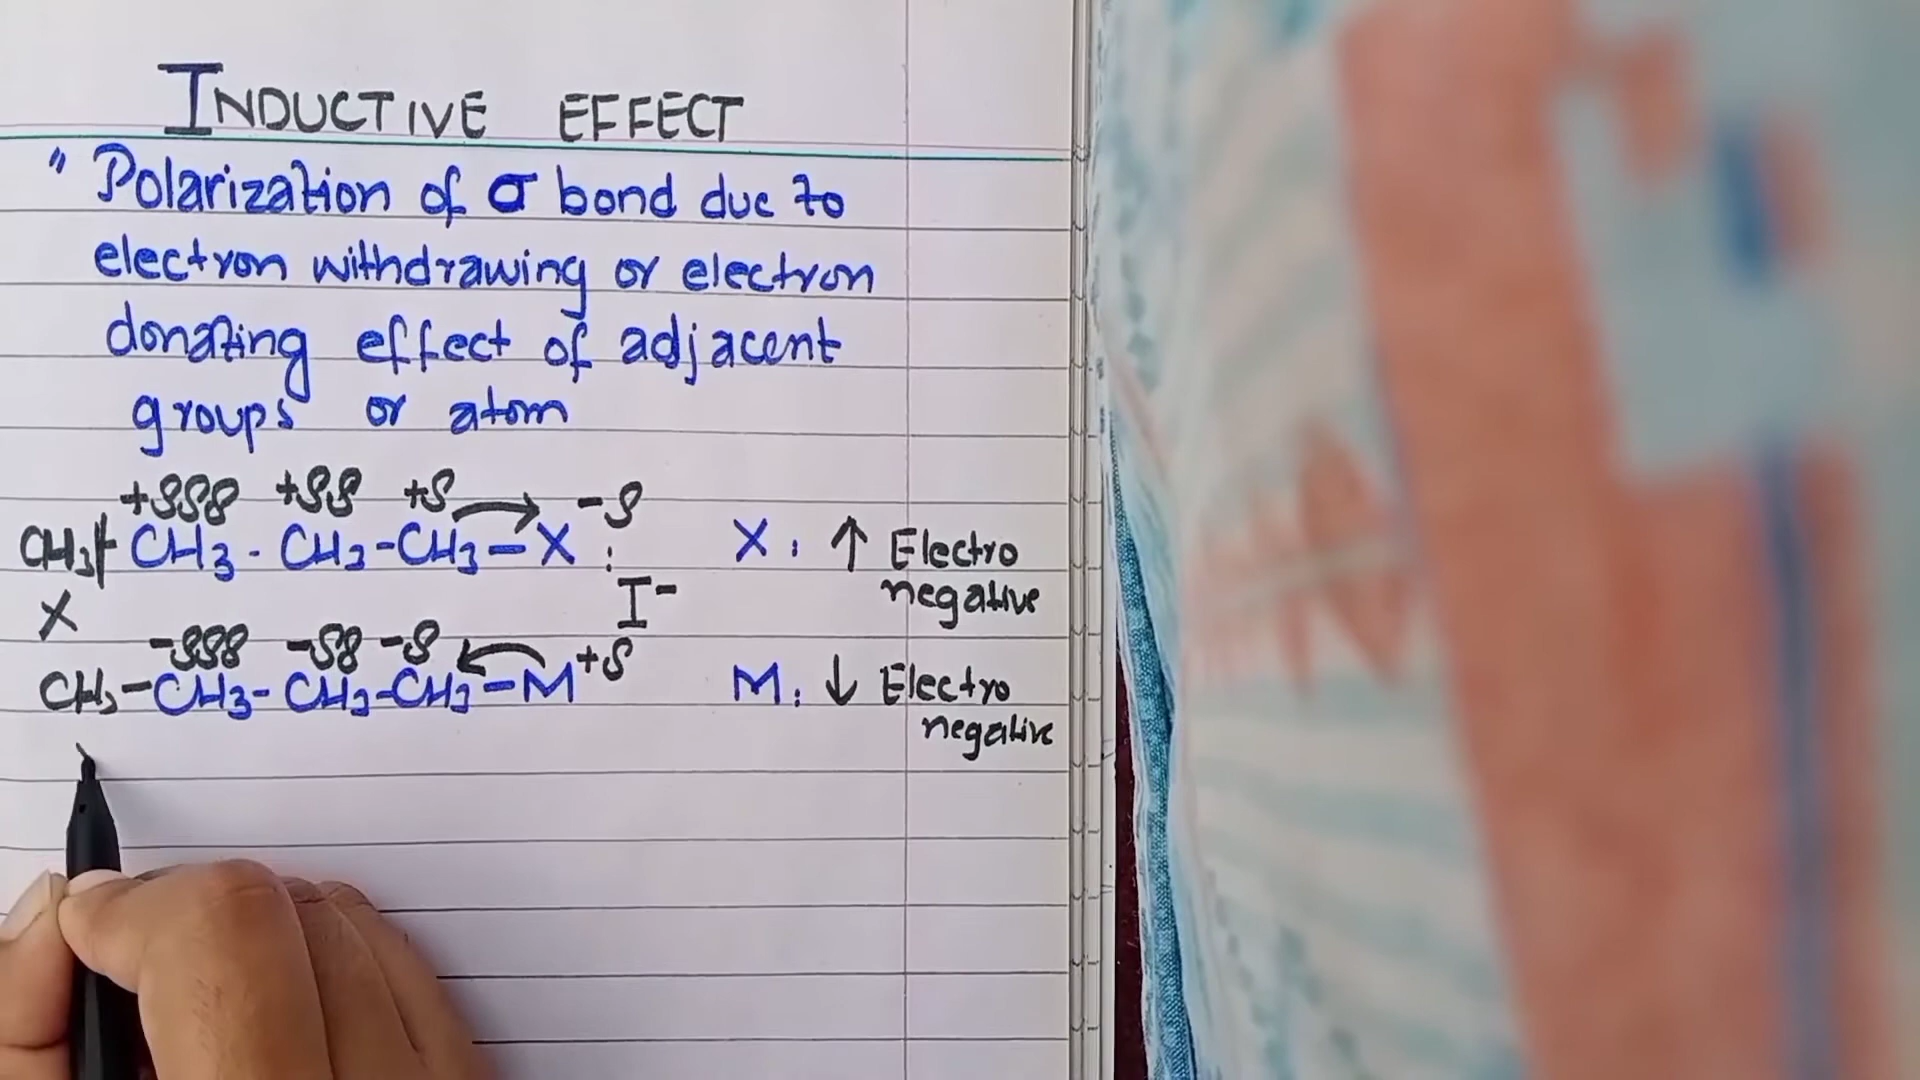 INDUCTIVE EFFECT
" Polarization of σ bond due to
electron withdrawing or electron
donating effect of adjacent
groups or atom
+δδδ +δδ +δ -δ
CH3 CH3 - CH2 - CH3 - X : X : ↑ Electro
negative
I-
X
-δδδ -δδ -δ +δ
CH3 - CH3 - CH2 - CH2 - M M : ↓ Electro
negative